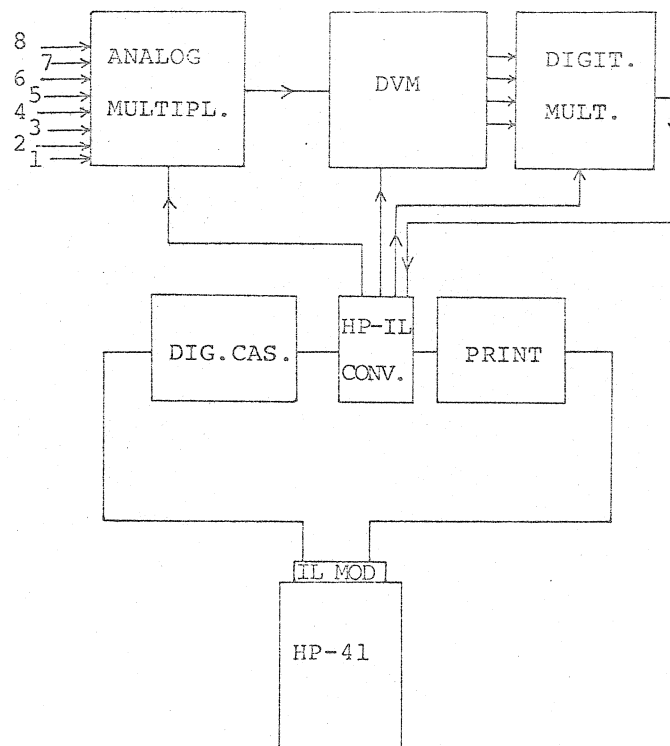 8
7
6
5
4
3
2
1
ANALOG
MULTIPL.
DVM
DIGIT.
MULT.
DIG.CAS.
HP-IL
CONV.
PRINT
IL MOD
HP-41